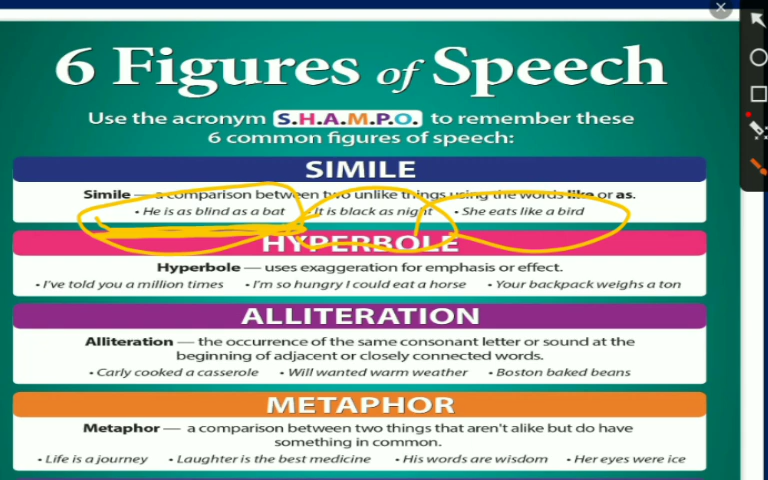 6 Figures of Speech
Use the acronym S.H.A.M.P.O. to remember these
6 common figures of speech:
SIMILE
Simile — a comparison between two unlike things using the words like or as.
• He is as blind as a bat • It is black as night • She eats like a bird
HYPERBOLE
Hyperbole — uses exaggeration for emphasis or effect.
• I've told you a million times • I'm so hungry I could eat a horse • Your backpack weighs a ton
ALLITERATION
Alliteration — the occurrence of the same consonant letter or sound at the
beginning of adjacent or closely connected words.
• Carly cooked a casserole • Will wanted warm weather • Boston baked beans
METAPHOR
Metaphor — a comparison between two things that aren't alike but do have
something in common.
• Life is a journey • Laughter is the best medicine • His words are wisdom • Her eyes were ice